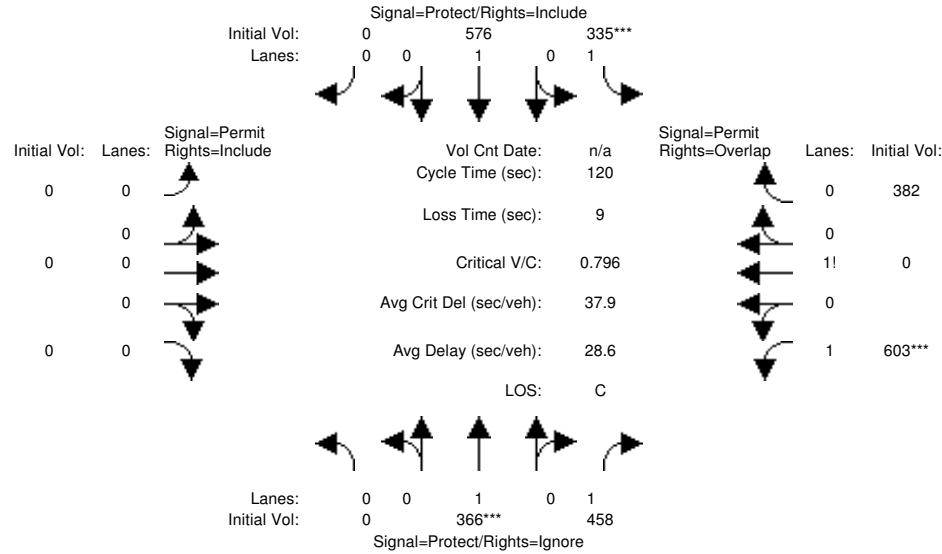 Signal=Protect/Rights=Include
Initial Vol: 0 576 335***
Lanes: 0 0 1 0 1
Signal=Permit
Signal=Permit
Initial Vol: Lanes: Rights=Include Vol Cnt Date: n/a Rights=Overlap Lanes: Initial Vol:
Cycle Time (sec): 120
0 0 0 382
Loss Time (sec): 9
0 0
0 0 Critical V/C: 0.796 1! 0
0 Avg Crit Del (sec/veh): 37.9 0
0 0 Avg Delay (sec/veh): 28.6 1 603***
LOS: C
Lanes: 0 0 1 0 1
Initial Vol: 0 366*** 458
Signal=Protect/Rights=Ignore